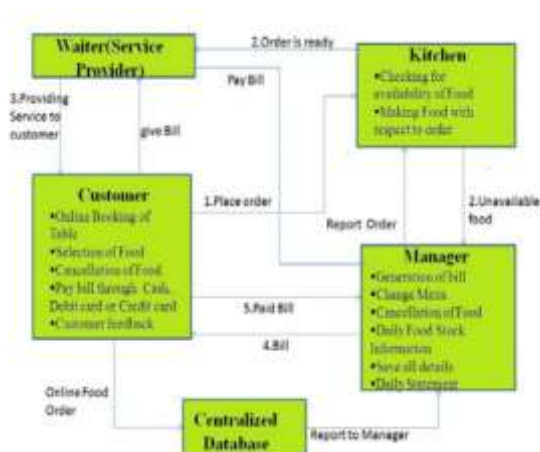 Waiter(Service
Provider)
2.Order is ready
Kitchen
•Checking for
availability of Food
•Making Food with
respect to order
Pay Bill
3.Providing
Service to
customer
give Bill
Customer
•Online Booking of
Table
•Selection of Food
•Cancellation of Food
•Pay bill through Cash,
Debit card or Credit card
•Customer feedback
1.Place order
Report Order
2.Unavailable
food
Manager
•Generation of bill
•Change Menu
•Cancellation of Food
•Daily Food Stock
Information
•Save all details
•Daily Statement
5.Paid Bill
4.Bill
Online Food
Order
Centralized
Database
Report to Manager